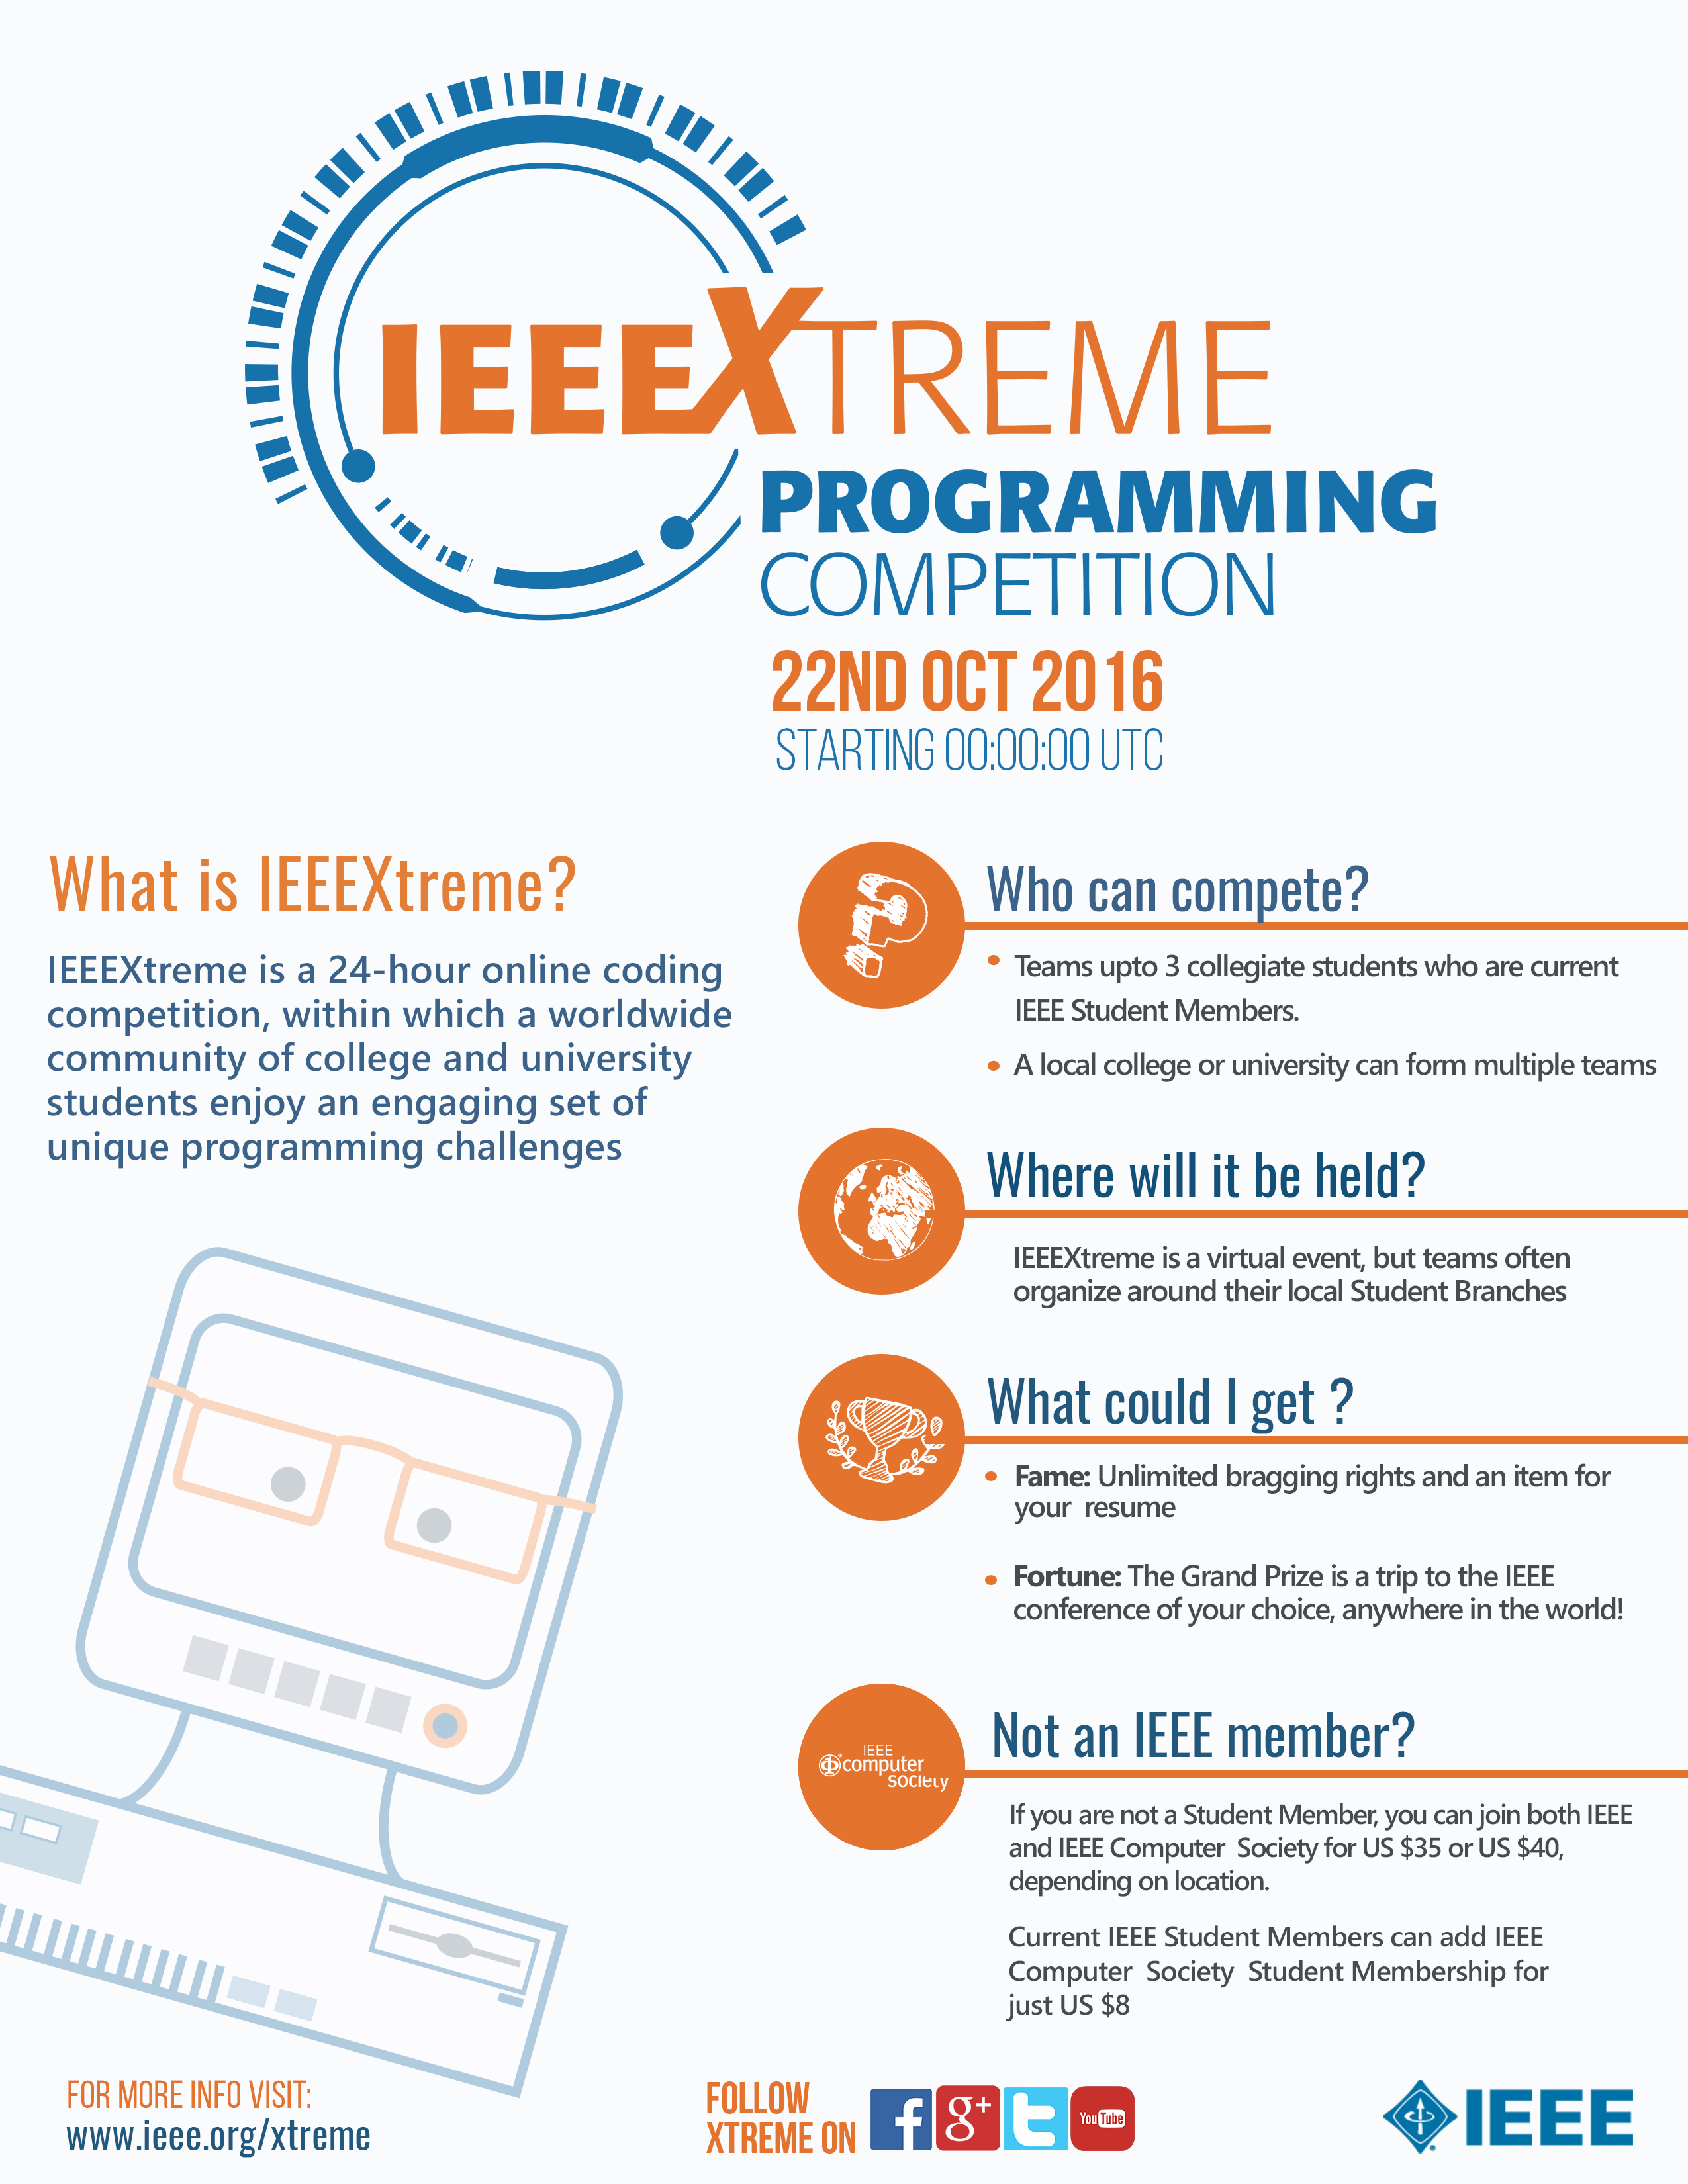 IEEEXTREME
PROGRAMMING
COMPETITION
22ND OCT 2016
STARTING 00:00:00 UTC
What is IEEEXtreme?
IEEEXtreme is a 24-hour online coding
competition, within which a worldwide
community of college and university
students enjoy an engaging set of
unique programming challenges
Who can compete?
• Teams upto 3 collegiate students who are current
IEEE Student Members.
• A local college or university can form multiple teams
Where will it be held?
IEEEXtreme is a virtual event, but teams often
organize around their local Student Branches
What could I get ?
• Fame: Unlimited bragging rights and an item for
your resume
• Fortune: The Grand Prize is a trip to the IEEE
conference of your choice, anywhere in the world!
IEEE
computer
society
Not an IEEE member?
If you are not a Student Member, you can join both IEEE
and IEEE Computer Society for US $35 or US $40,
depending on location.
Current IEEE Student Members can add IEEE
Computer Society Student Membership for
just US $8
FOR MORE INFO VISIT:
www.ieee.org/xtreme
FOLLOW
XTREME ON
f g+ t YouTube
IEEE